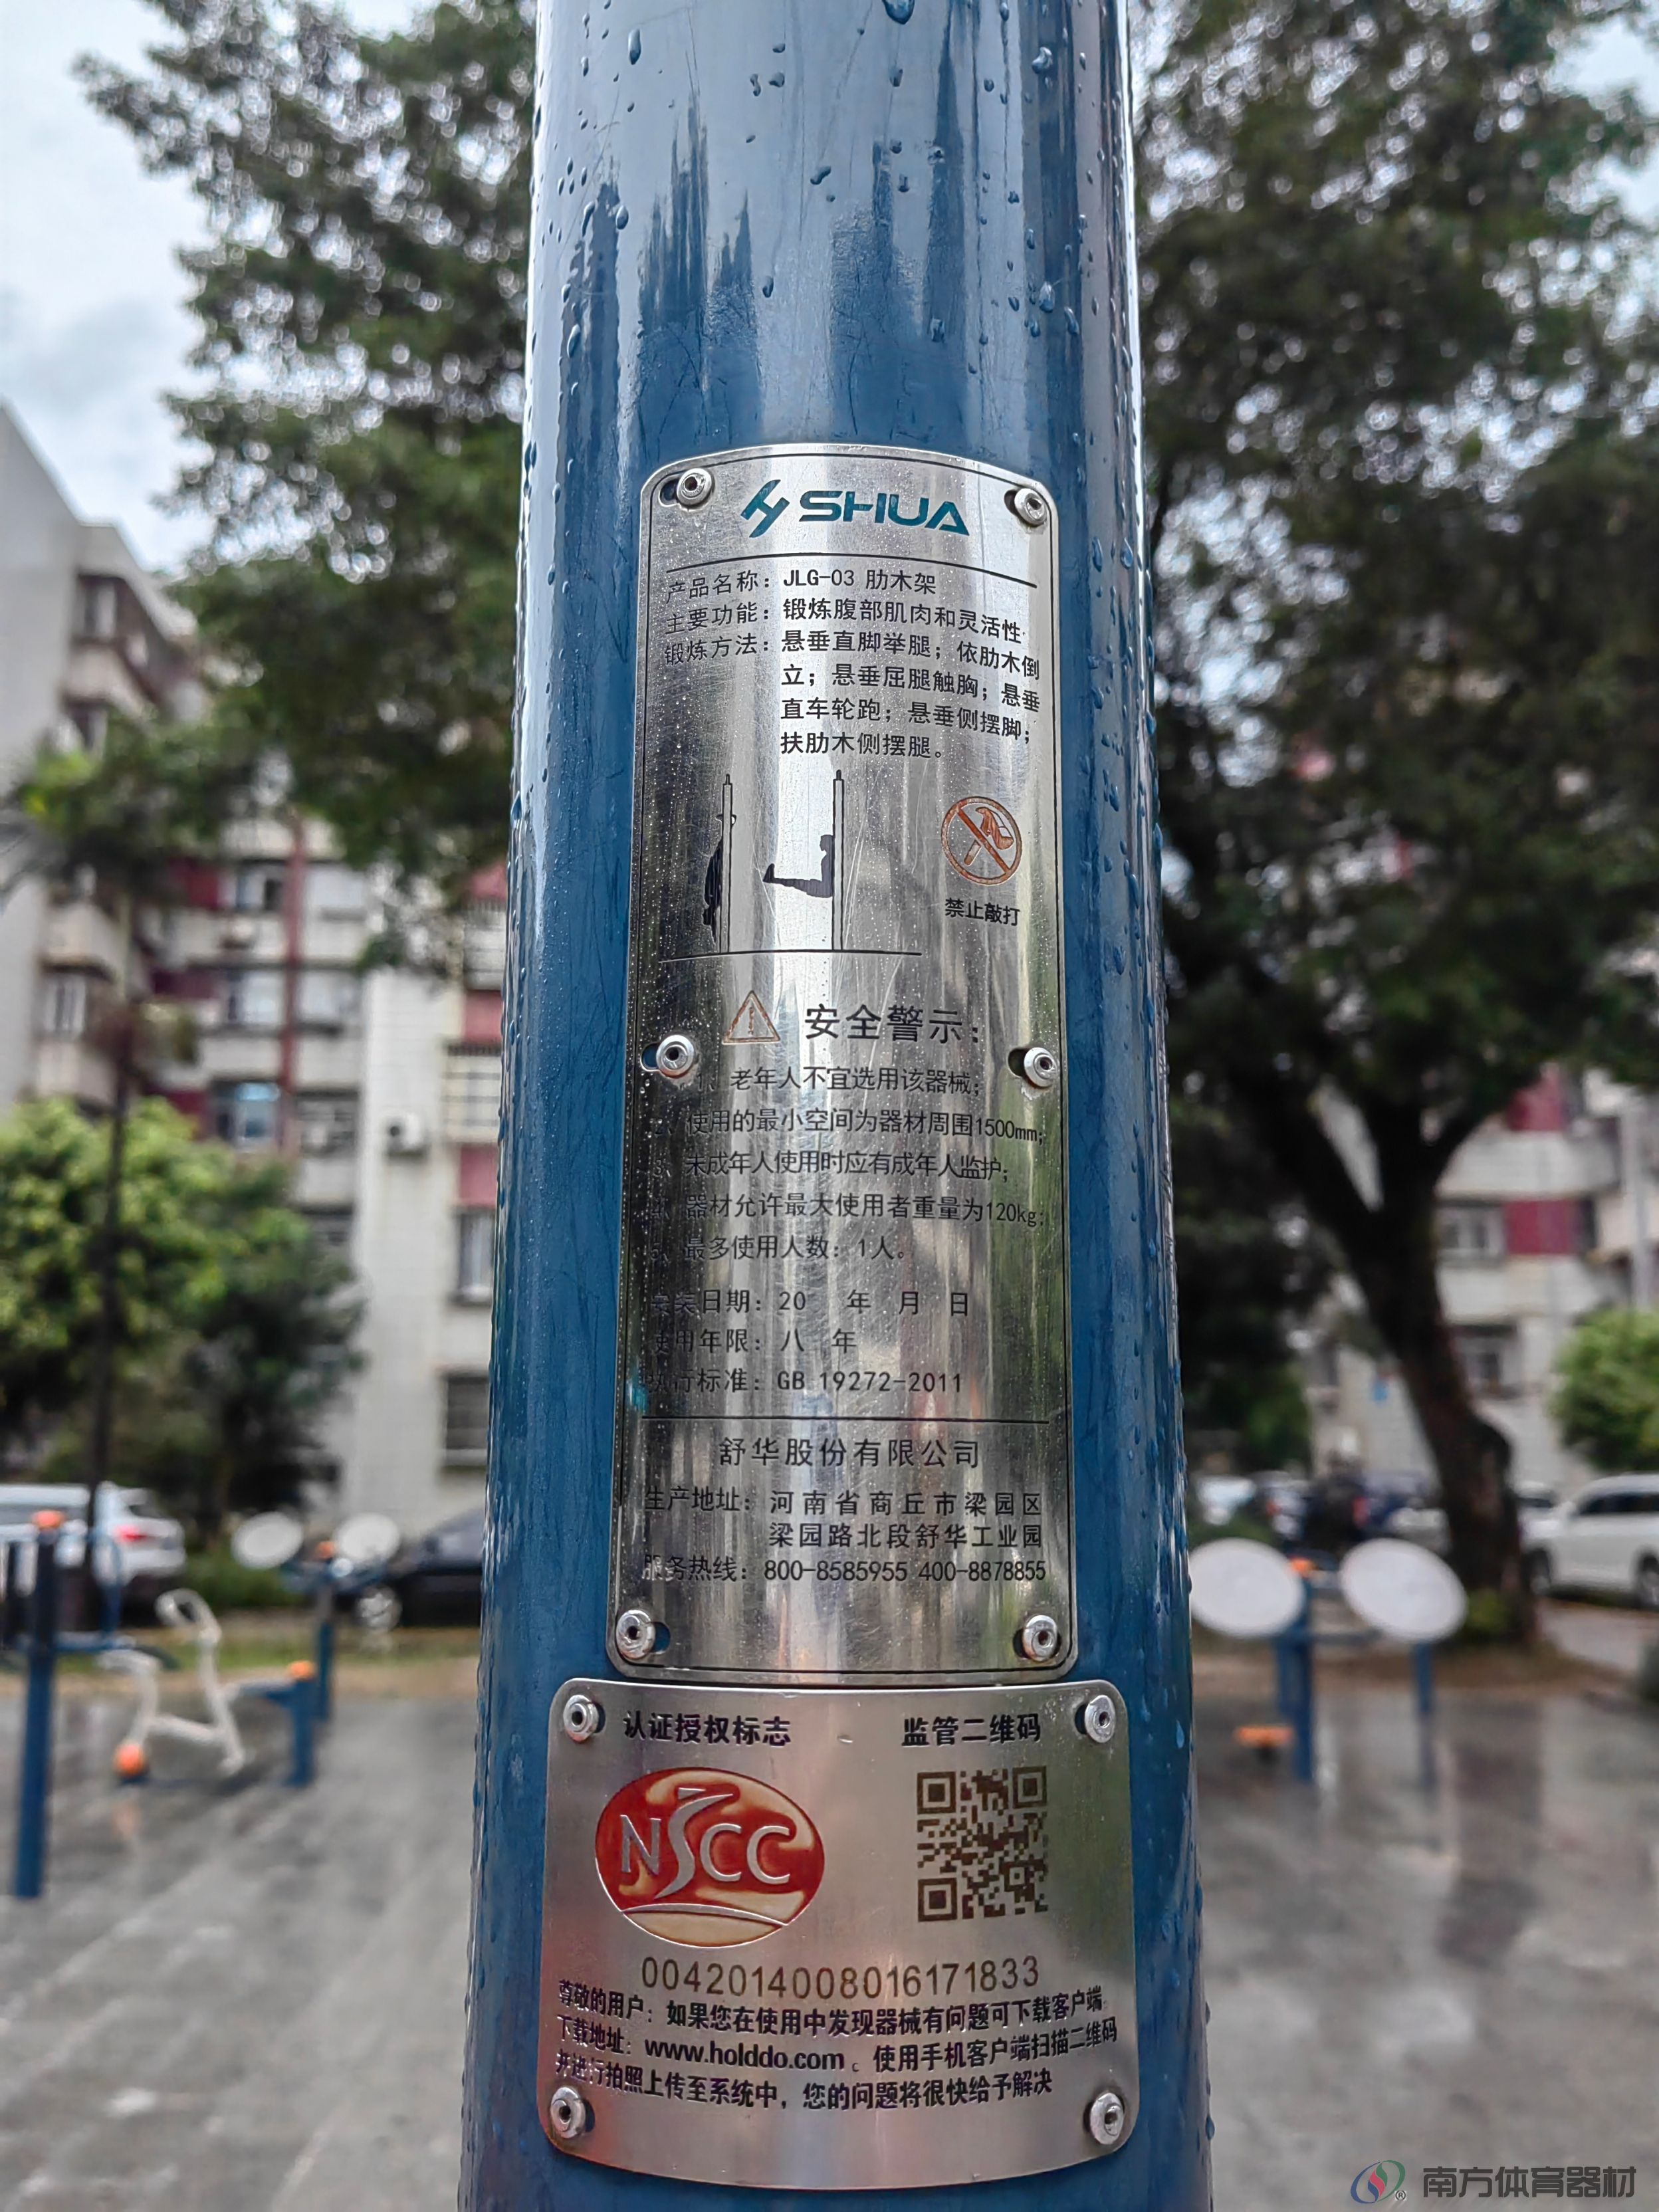 SHUA
产品名称：JLG-03 肋木架
主要功能：锻炼腹部肌肉和灵活性
锻炼方法：悬垂直脚举腿；依肋木倒
立；悬垂屈腿触胸；悬垂
直车轮跑；悬垂侧摆脚；
扶肋木侧摆腿。
禁止敲打
安全警示：
老年人不宜选用该器械；
使用的最小空间为器材周围1500mm；
未成年人使用时应有成年人监护；
器材允许最大使用者重量为120kg；
最多使用人数：1人。
安装日期：20 年 月 日
使用年限：八 年
执行标准：GB 19272-2011
舒华股份有限公司
生产地址：河南省商丘市梁园区
梁园路北段舒华工业园
服务热线：800-8585955 400-8878855
认证授权标志 监管二维码
NSCC
0042014008016171833
尊敬的用户：如果您在使用中发现器械有问题可下载客户端
下载地址：www.holddo.com。使用手机客户端扫描二维码
并进行拍照上传至系统中，您的问题将很快给予解决
南方体育器材